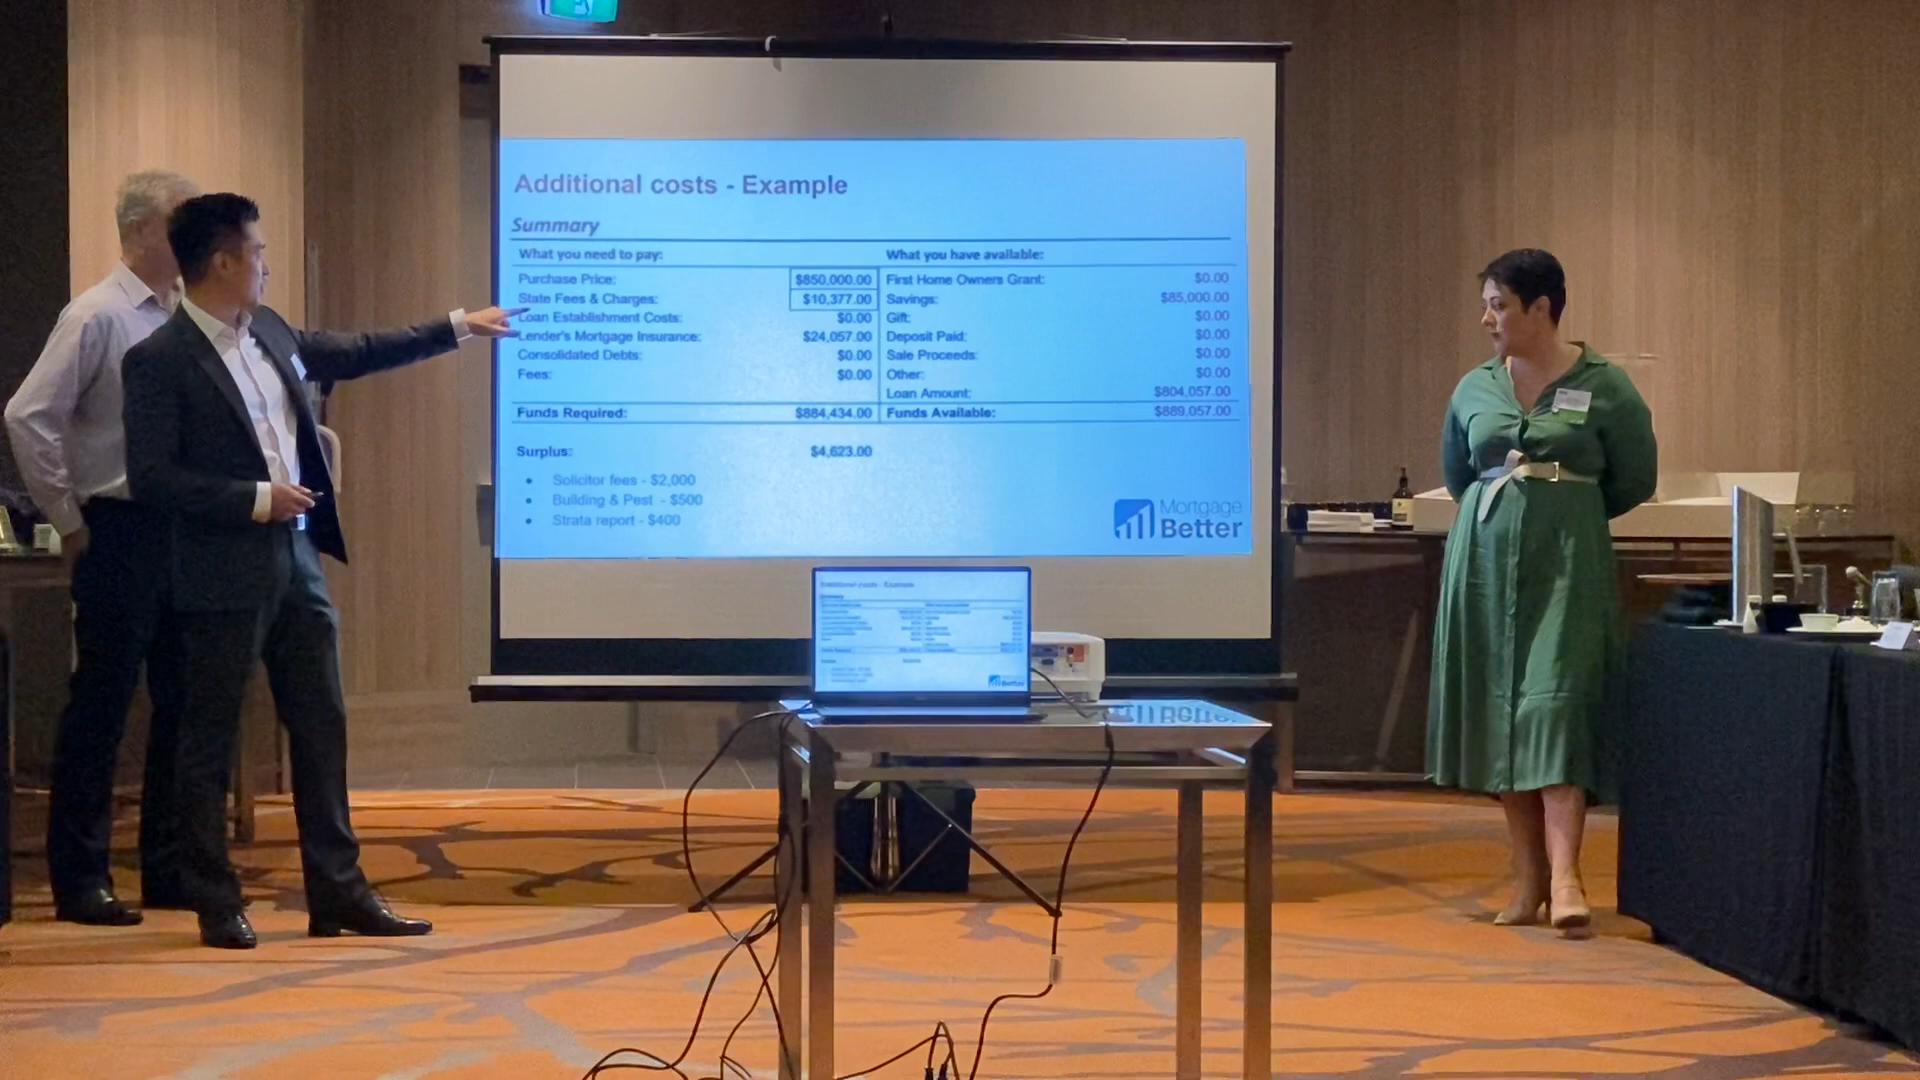 Additional costs - Example
Summary
What you need to pay: What you have available:
Purchase Price: $850,000.00 First Home Owners Grant: $0.00
State Fees & Charges: $10,377.00 Savings: $85,000.00
Loan Establishment Costs: $0.00 Gift: $0.00
Lender's Mortgage Insurance: $24,057.00 Deposit Paid: $0.00
Consolidated Debts: $0.00 Sale Proceeds: $0.00
Fees: $0.00 Other: $0.00
Loan Amount: $804,057.00
Funds Required: $884,434.00 Funds Available: $889,057.00
Surplus: $4,623.00
• Solicitor fees - $2,000
• Building & Pest - $500
• Strata report - $400
Mortgage
Better
Additional costs - Example
Summary
Better